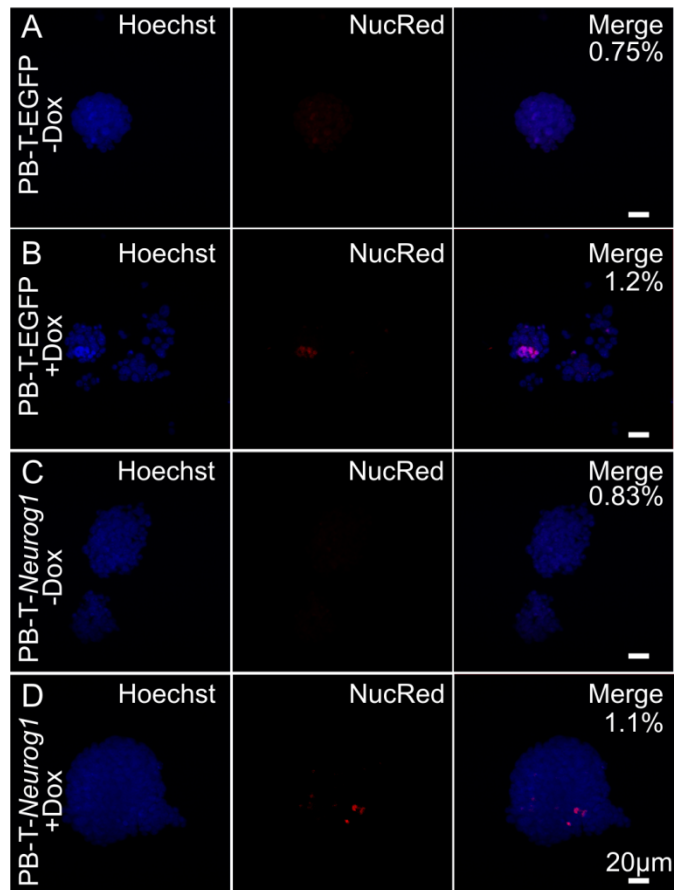 A
PB-T-EGFP
-Dox
Hoechst
NucRed
Merge
0.75%
B
PB-T-EGFP
+Dox
Hoechst
NucRed
Merge
1.2%
C
PB-T-Neurog1
-Dox
Hoechst
NucRed
Merge
0.83%
D
PB-T-Neurog1
+Dox
Hoechst
NucRed
Merge
1.1%
20µm